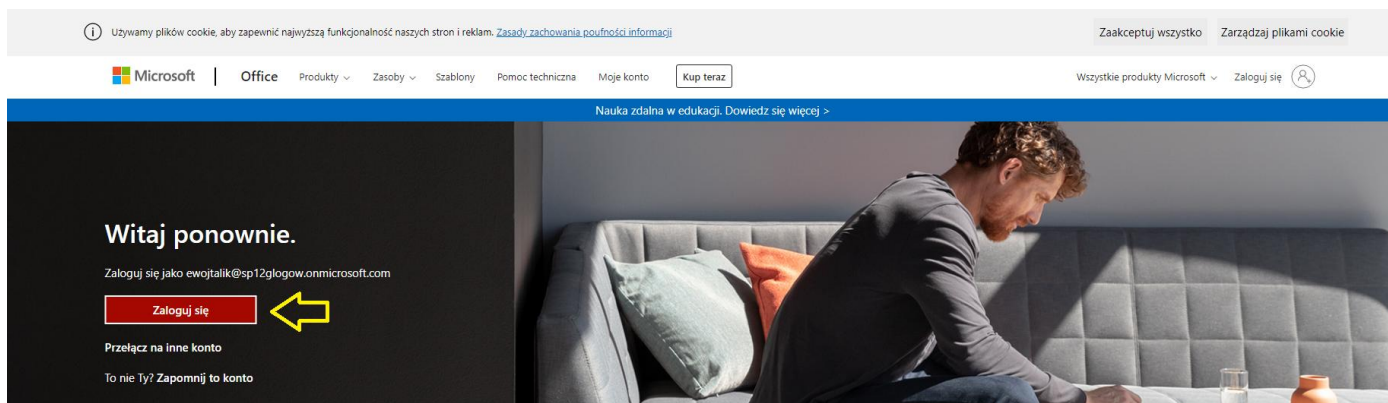 Używamy plików cookie, aby zapewnić najwyższą funkcjonalność naszych stron i reklam. Zasady zachowania poufności informacji
Zaakceptuj wszystko
Zarządzaj plikami cookie
Microsoft
Office
Produkty
Zasoby
Szablony
Pomoc techniczna
Moje konto
Kup teraz
Wszystkie produkty Microsoft
Zaloguj się
Nauka zdalna w edukacji. Dowiedz się więcej >
Witaj ponownie.
Zaloguj się jako ewojtalik@sp12glogow.onmicrosoft.com
Zaloguj się
Przełącz na inne konto
To nie Ty? Zapomnij to konto